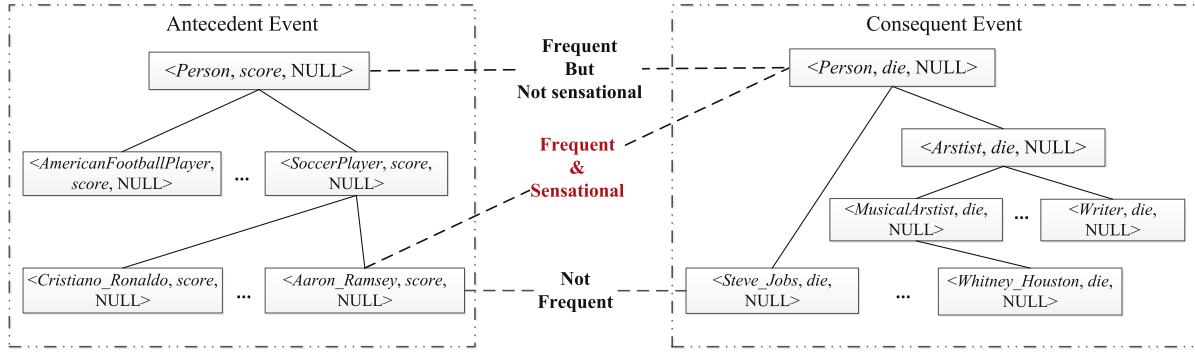 Antecedent Event
<Person, score, NULL>
<AmericanFootballPlayer,
score, NULL>
...
<SoccerPlayer, score,
NULL>
<Cristiano_Ronaldo, score,
NULL>
...
<Aaron_Ramsey, score,
NULL>
Frequent
But
Not sensational
Frequent
&
Sensational
Not
Frequent
Consequent Event
<Person, die, NULL>
<Arstist, die, NULL>
<MusicalArstist, die,
NULL>
...
<Writer, die,
NULL>
<Steve_Jobs, die,
NULL>
...
<Whitney_Houston, die,
NULL>